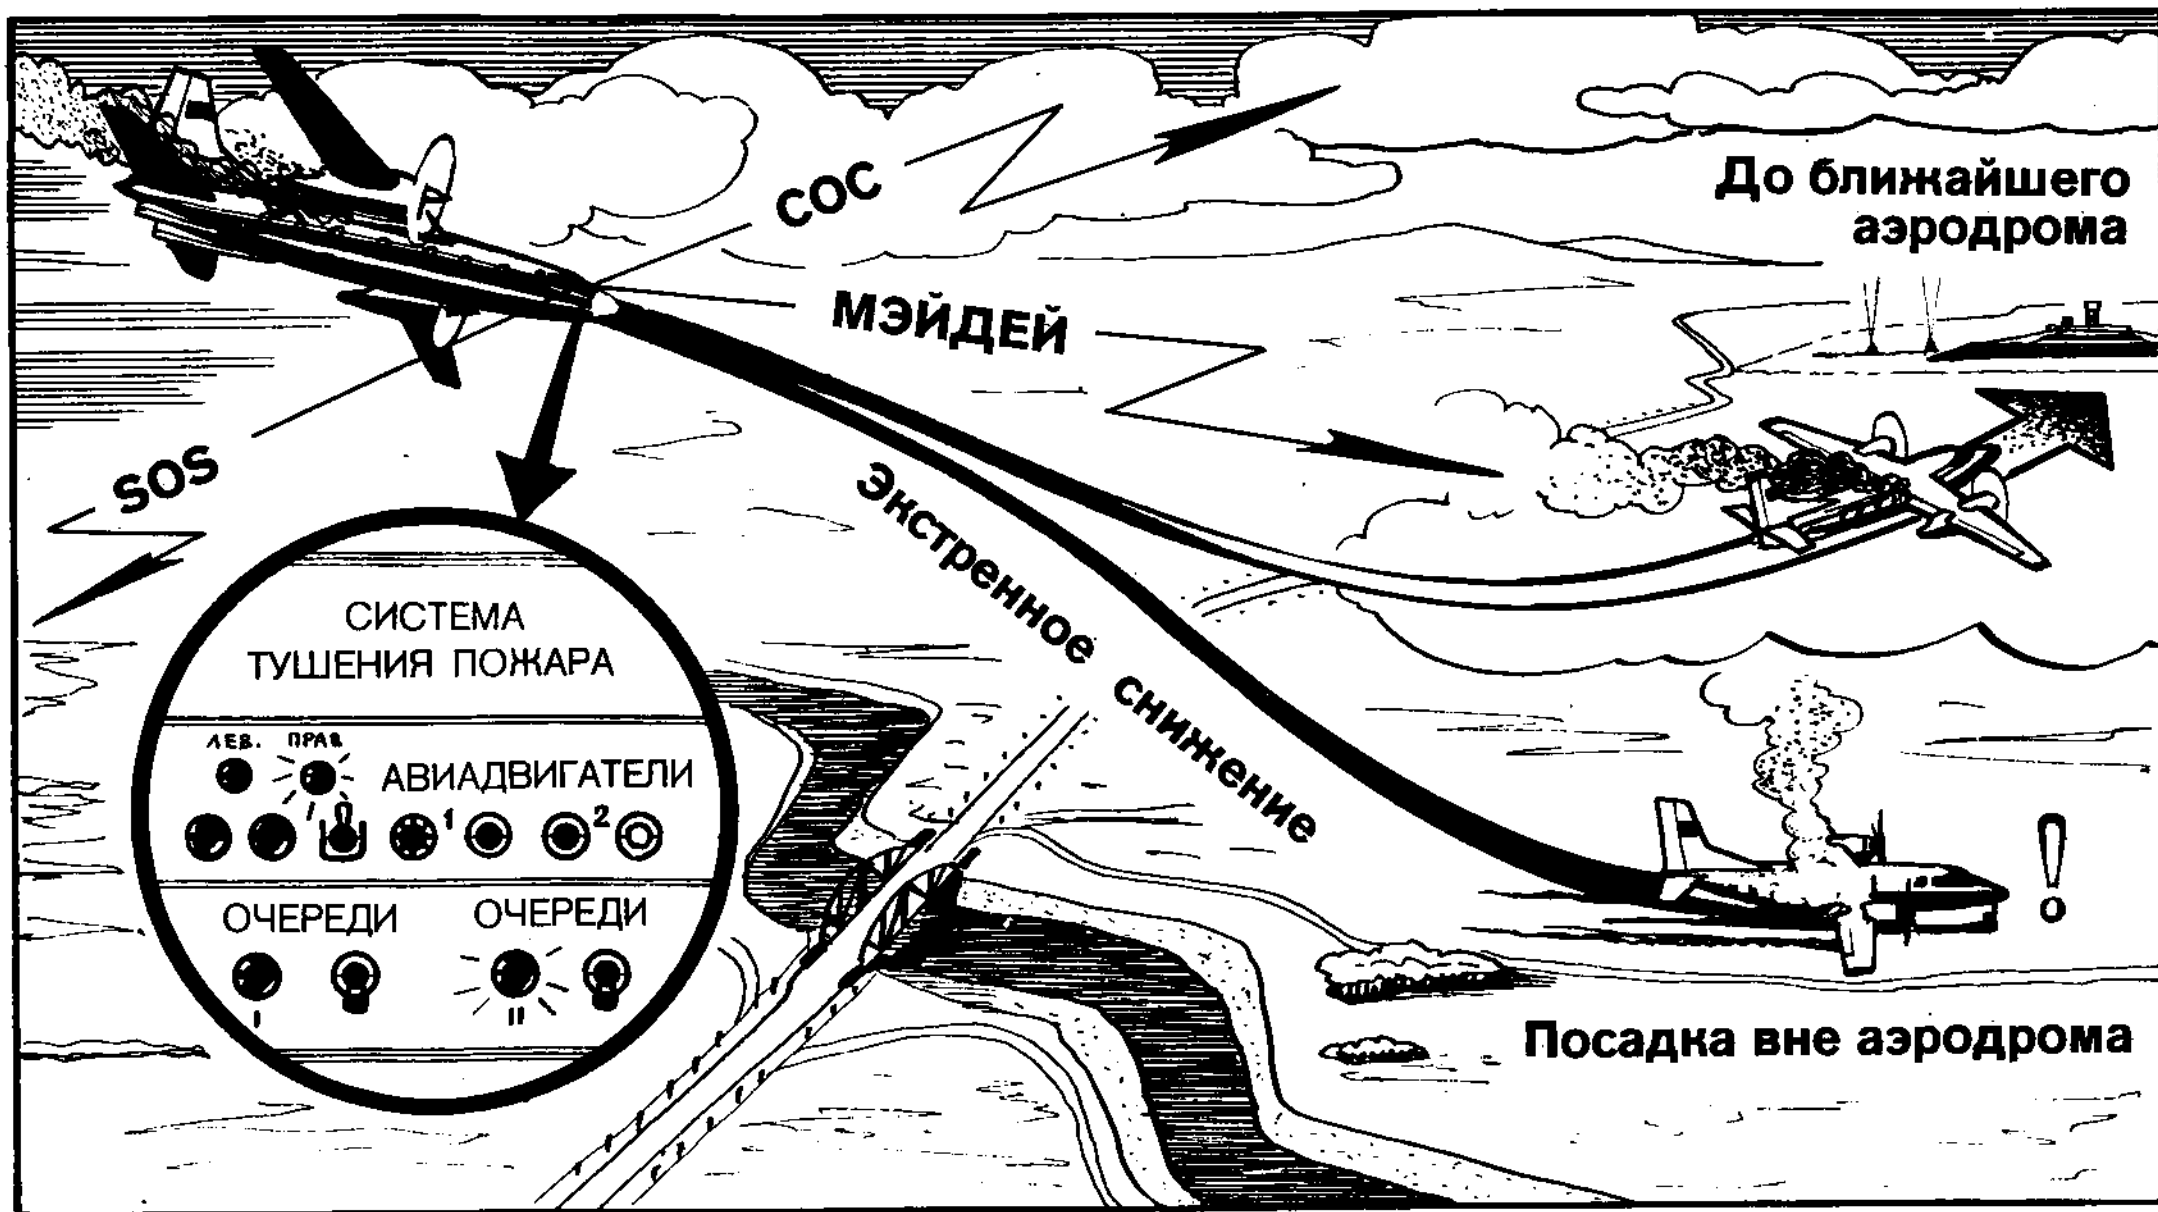 СОС
До ближайшего
аэродрома
МЭЙДЕЙ
SOS
Экстренное снижение
СИСТЕМА
ТУШЕНИЯ ПОЖАРА
ЛЕВ. ПРАВ
АВИАДВИГАТЕЛИ
1 2
ОЧЕРЕДИ ОЧЕРЕДИ
I II
!
Посадка вне аэродрома